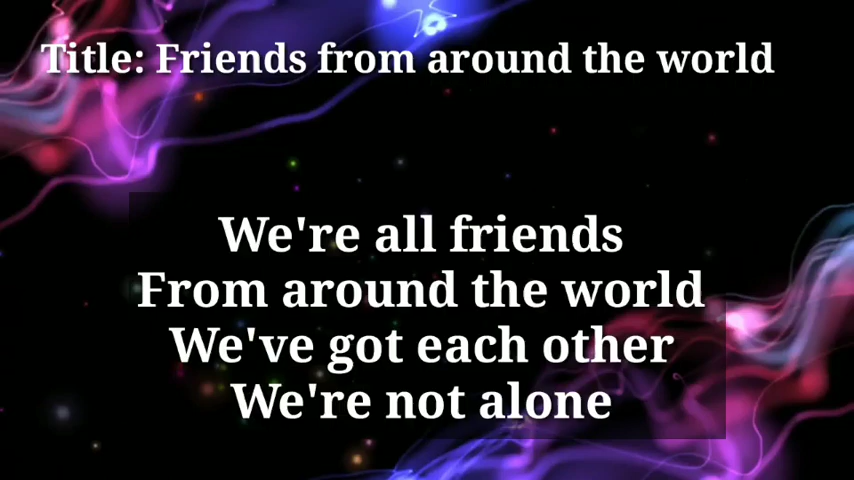 Title: Friends from around the world
We're all friends
From around the world
We've got each other
We're not alone